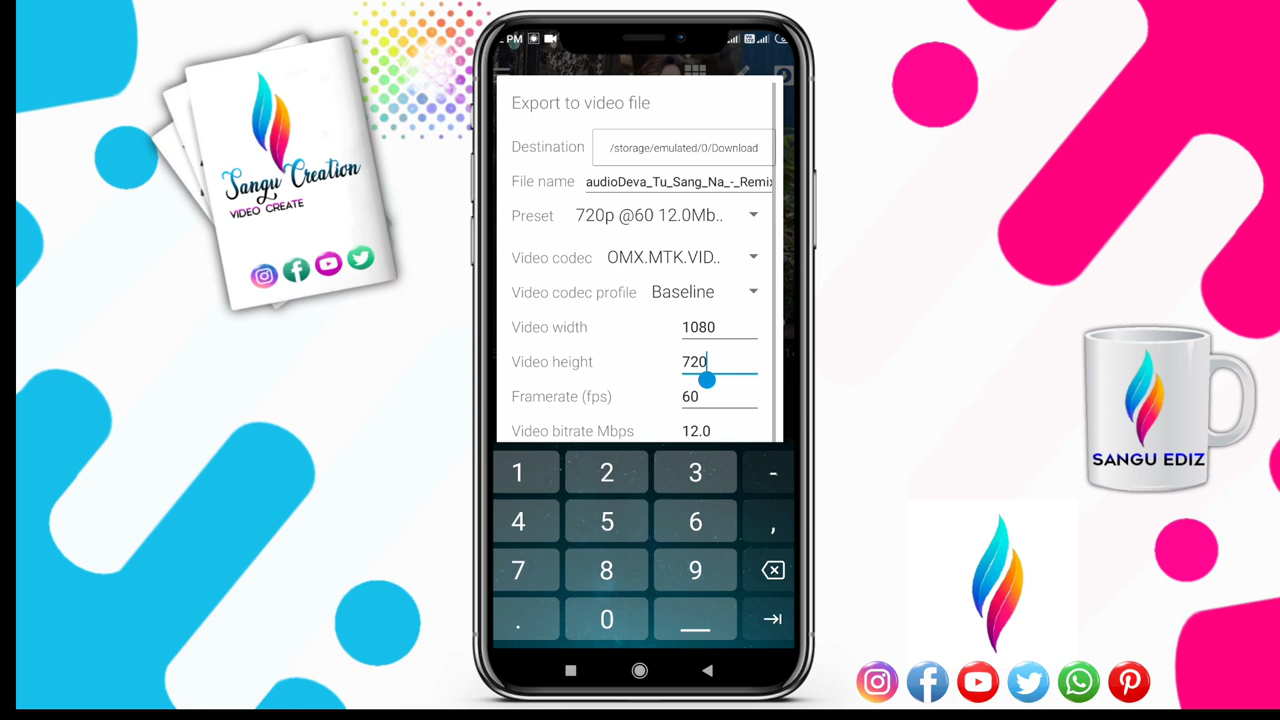 PM
Export to video file
Destination /storage/emulated/0/Download
File name audioDeva_Tu_Sang_Na_-_Remix
Preset 720p @60 12.0Mb..
Video codec OMX.MTK.VID..
Video codec profile Baseline
Video width 1080
Video height 720
Framerate (fps) 60
Video bitrate Mbps 12.0
1 2 3 -
4 5 6 ,
7 8 9
. 0
Sangu Creation
VIDEO CREATE
SANGU EDIZ